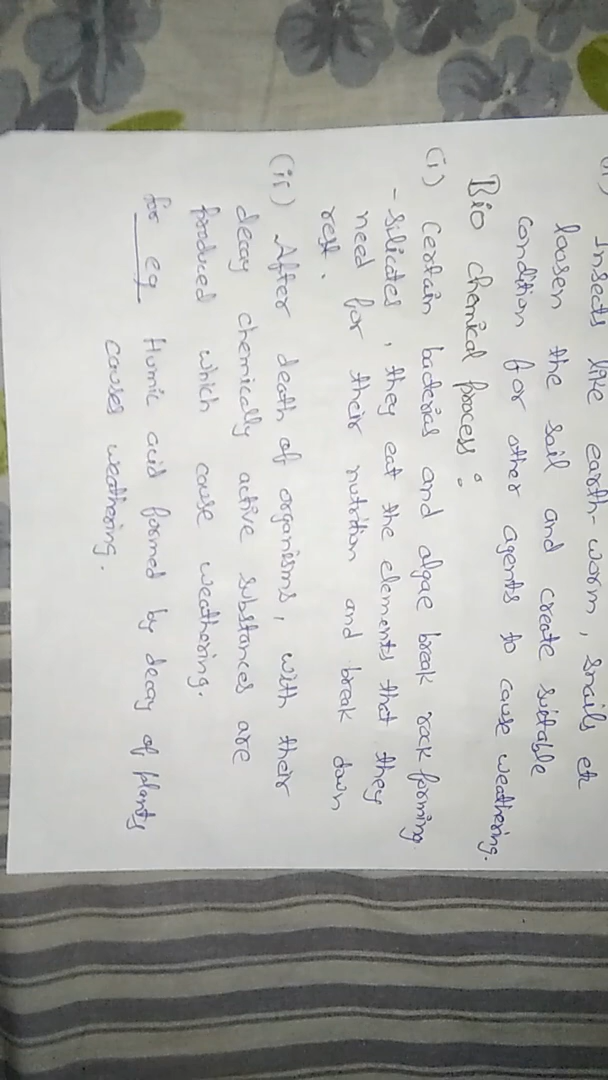 Insects like earth-worm, snails etc
loosen the sail and create suitable
condition for other agents to cause weathering.
Bio chemical process :
(i) Certain bacterias and algae break rock forming
- silicates, they eat the elements that they
need for their nutrition and break down
rest.
(ii) After death of organisms, with their
decay chemically active substances are
produced which cause weathering.
for eg Humic acid formed by decay of plants
causes weathering.